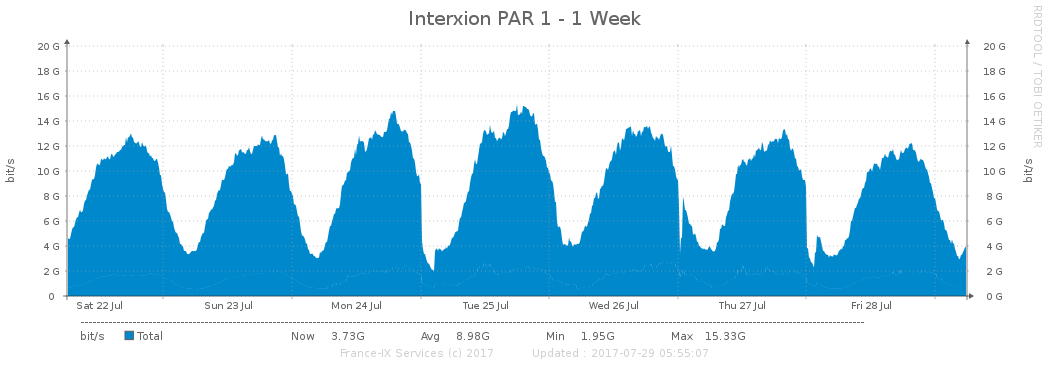 Interxion PAR 1 - 1 Week
RRDTOOL / TOBI OETIKER
bit/s
bit/s
20 G 20 G
18 G 18 G
16 G 16 G
14 G 14 G
12 G 12 G
10 G 10 G
8 G 8 G
6 G 6 G
4 G 4 G
2 G 2 G
0 0 G
Sat 22 Jul Sun 23 Jul Mon 24 Jul Tue 25 Jul Wed 26 Jul Thu 27 Jul Fri 28 Jul
bit/s Total Now 3.73G Avg 8.98G Min 1.95G Max 15.33G
France-IX Services (c) 2017 Updated : 2017-07-29 05:55:07